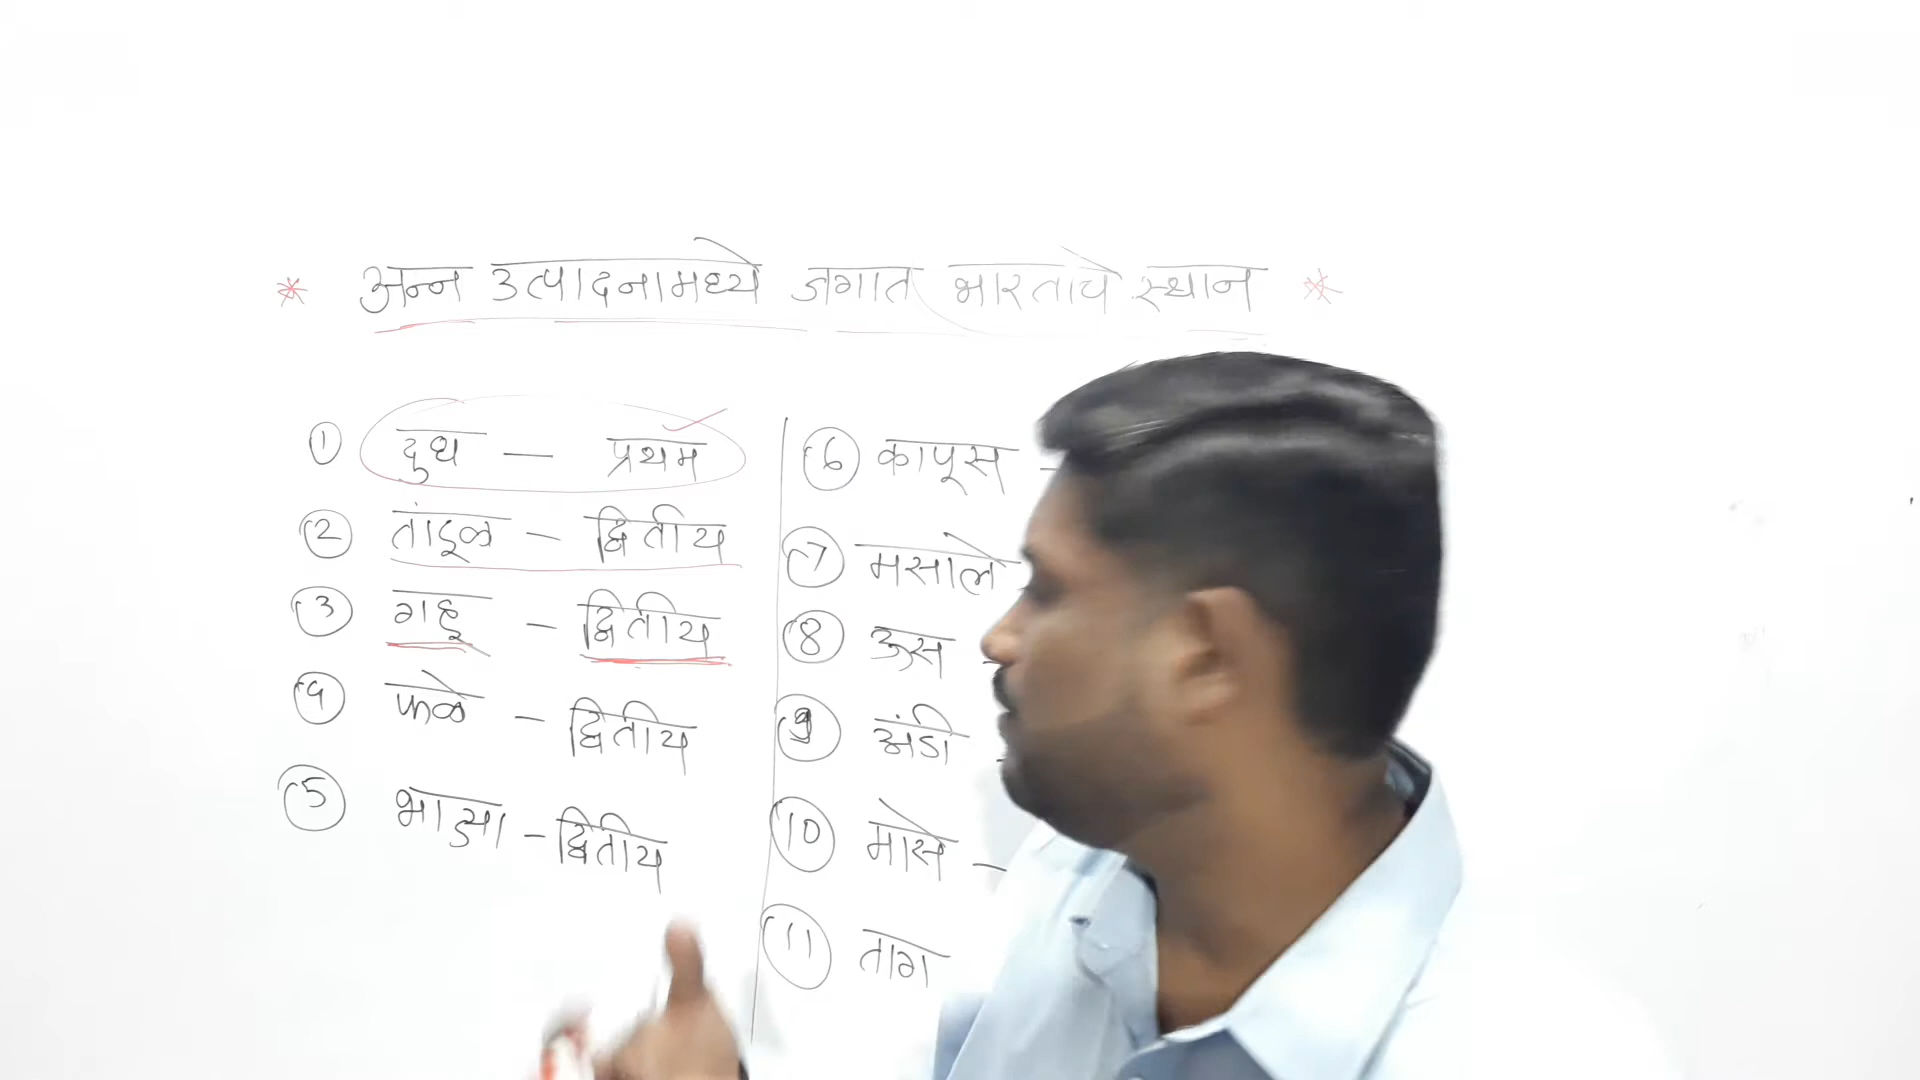 * अन्न उत्पादनामध्ये जगात भारताचे स्थान *
1 दुध — प्रथम
2 तांदूळ – द्वितीय
3 गहू – द्वितीय
4 फळे – द्वितीय
5 भाज्या – द्वितीय
6 कापूस -
7 मसाले
8 ऊस -
9 अंडी -
10 मासे –
11 ताग